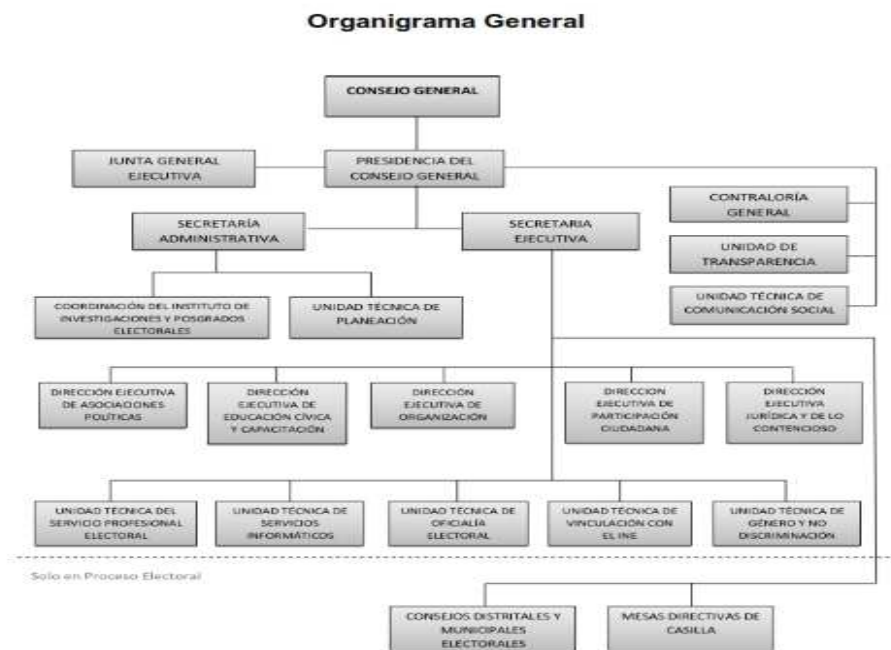 Organigrama General
CONSEJO GENERAL
JUNTA GENERAL
EJECUTIVA
PRESIDENCIA DEL
CONSEJO GENERAL
CONTRALORÍA
GENERAL
SECRETARÍA
ADMINISTRATIVA
SECRETARIA
EJECUTIVA
UNIDAD DE
TRANSPARENCIA
COORDINACIÓN DEL INSTITUTO DE
INVESTIGACIONES Y POSGRADOS
ELECTORALES
UNIDAD TÉCNICA DE
PLANEACIÓN
UNIDAD TÉCNICA DE
COMUNICACIÓN SOCIAL
DIRECCIÓN EJECUTIVA
DE ASOCIACIONES
POLÍTICAS
DIRECCIÓN
EJECUTIVA DE
EDUCACIÓN CÍVICA
Y CAPACITACIÓN
DIRECCIÓN
EJECUTIVA DE
ORGANIZACIÓN
DIRECCION
EJECUTIVA DE
PARTICIPACIÓN
CIUDADANA
DIRECCIÓN
EJECUTIVA
JURÍDICA Y DE LO
CONTENCIOSO
UNIDAD TÉCNICA DEL
SERVICIO PROFESIONAL
ELECTORAL
UNIDAD TÉCNICA DE
SERVICIOS
INFORMÁTICOS
UNIDAD TÉCNICA DE
OFICIALÍA
ELECTORAL
UNIDAD TÉCNICA DE
VINCULACIÓN CON
EL INE
UNIDAD TÉCNICA DE
GÉNERO Y NO
DISCRIMINACIÓN
Solo en Proceso Electoral
CONSEJOS DISTRITALES Y
MUNICIPALES
ELECTORALES
MESAS DIRECTIVAS DE
CASILLA